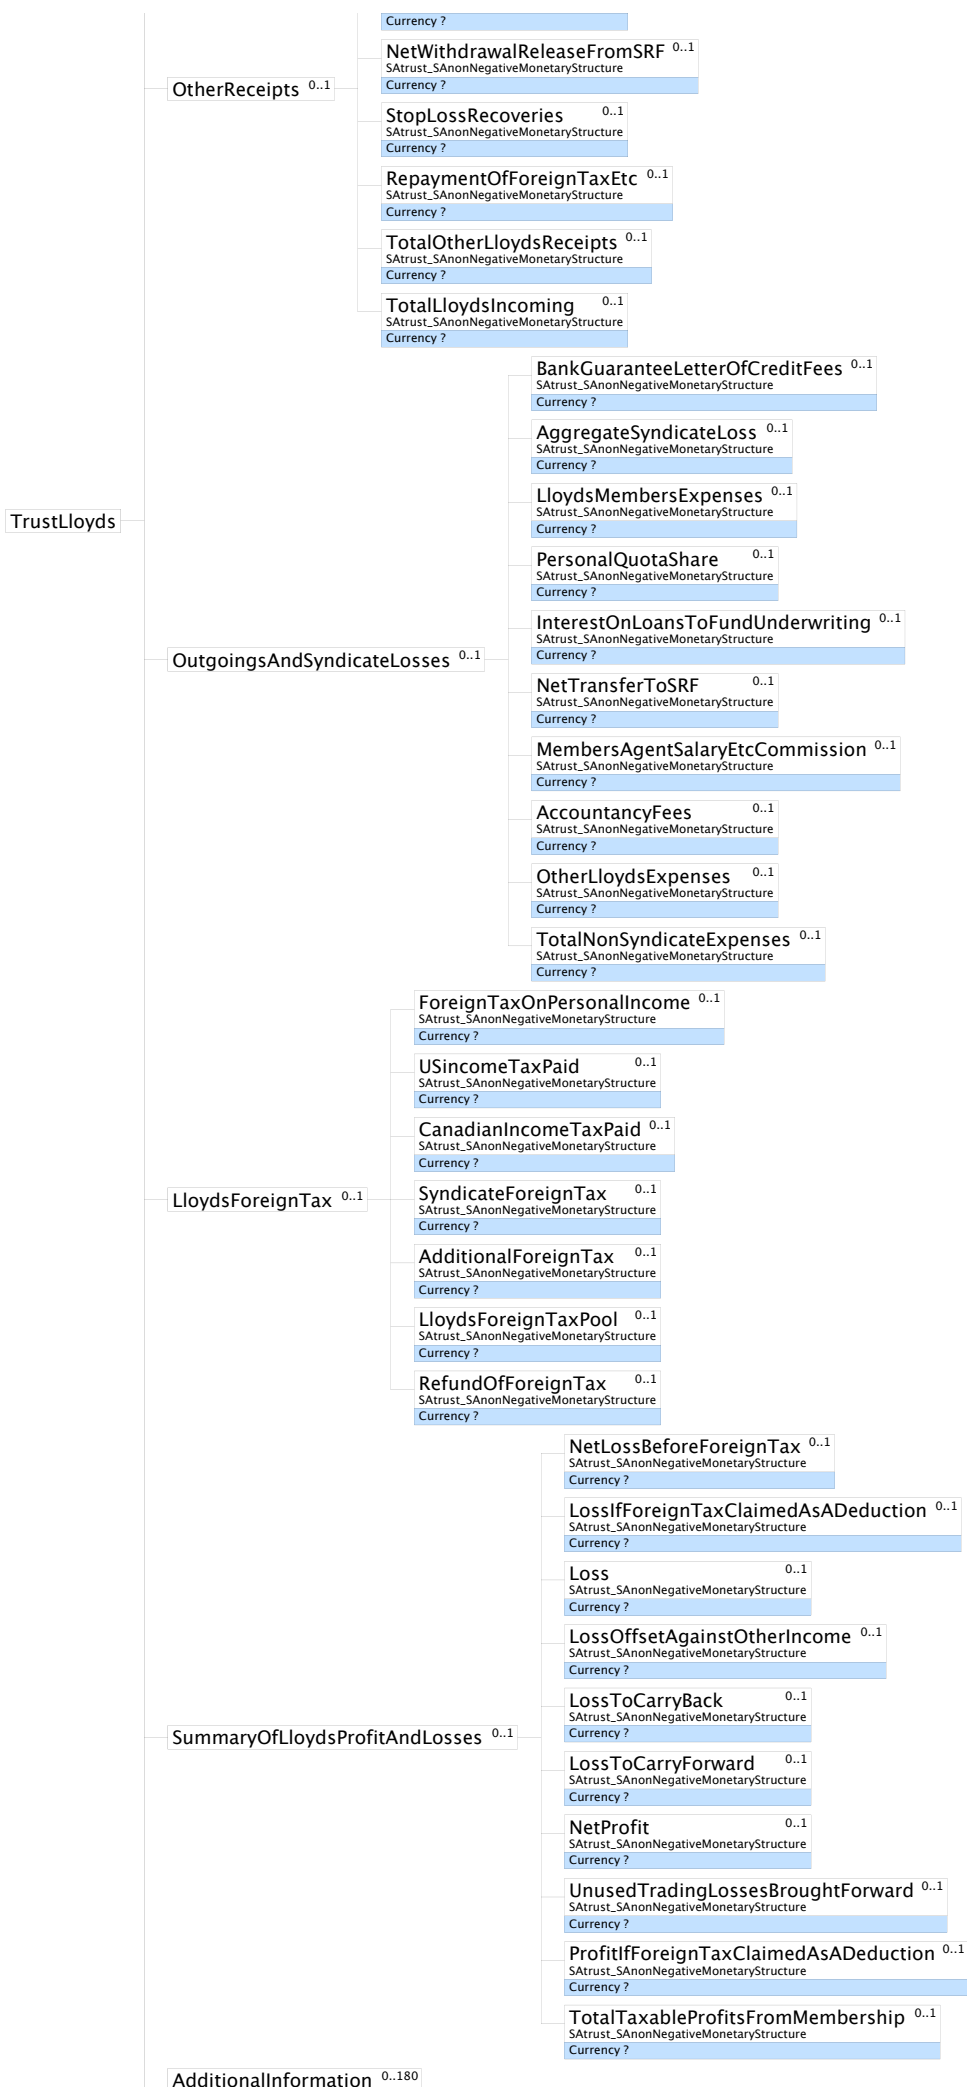 Currency ?
NetWithdrawalReleaseFromSRF 0..1
SAtrust_SAnonNegativeMonetaryStructure
Currency ?
OtherReceipts 0..1
StopLossRecoveries 0..1
SAtrust_SAnonNegativeMonetaryStructure
Currency ?
RepaymentOfForeignTaxEtc 0..1
SAtrust_SAnonNegativeMonetaryStructure
Currency ?
TotalOtherLloydsReceipts 0..1
SAtrust_SAnonNegativeMonetaryStructure
Currency ?
TotalLloydsIncoming 0..1
SAtrust_SAnonNegativeMonetaryStructure
Currency ?
BankGuaranteeLetterOfCreditFees 0..1
SAtrust_SAnonNegativeMonetaryStructure
Currency ?
AggregateSyndicateLoss 0..1
SAtrust_SAnonNegativeMonetaryStructure
Currency ?
LloydsMembersExpenses 0..1
SAtrust_SAnonNegativeMonetaryStructure
Currency ?
TrustLloyds
PersonalQuotaShare 0..1
SAtrust_SAnonNegativeMonetaryStructure
Currency ?
InterestOnLoansToFundUnderwriting 0..1
SAtrust_SAnonNegativeMonetaryStructure
Currency ?
OutgoingsAndSyndicateLosses 0..1
NetTransferToSRF 0..1
SAtrust_SAnonNegativeMonetaryStructure
Currency ?
MembersAgentSalaryEtcCommission 0..1
SAtrust_SAnonNegativeMonetaryStructure
Currency ?
AccountancyFees 0..1
SAtrust_SAnonNegativeMonetaryStructure
Currency ?
OtherLloydsExpenses 0..1
SAtrust_SAnonNegativeMonetaryStructure
Currency ?
TotalNonSyndicateExpenses 0..1
SAtrust_SAnonNegativeMonetaryStructure
Currency ?
ForeignTaxOnPersonalIncome 0..1
SAtrust_SAnonNegativeMonetaryStructure
Currency ?
USincomeTaxPaid 0..1
SAtrust_SAnonNegativeMonetaryStructure
Currency ?
CanadianIncomeTaxPaid 0..1
SAtrust_SAnonNegativeMonetaryStructure
Currency ?
LloydsForeignTax 0..1
SyndicateForeignTax 0..1
SAtrust_SAnonNegativeMonetaryStructure
Currency ?
AdditionalForeignTax 0..1
SAtrust_SAnonNegativeMonetaryStructure
Currency ?
LloydsForeignTaxPool 0..1
SAtrust_SAnonNegativeMonetaryStructure
Currency ?
RefundOfForeignTax 0..1
SAtrust_SAnonNegativeMonetaryStructure
Currency ?
NetLossBeforeForeignTax 0..1
SAtrust_SAnonNegativeMonetaryStructure
Currency ?
LossIfForeignTaxClaimedAsADeduction 0..1
SAtrust_SAnonNegativeMonetaryStructure
Currency ?
Loss 0..1
SAtrust_SAnonNegativeMonetaryStructure
Currency ?
LossOffsetAgainstOtherIncome 0..1
SAtrust_SAnonNegativeMonetaryStructure
Currency ?
LossToCarryBack 0..1
SAtrust_SAnonNegativeMonetaryStructure
Currency ?
SummaryOfLloydsProfitAndLosses 0..1
LossToCarryForward 0..1
SAtrust_SAnonNegativeMonetaryStructure
Currency ?
NetProfit 0..1
SAtrust_SAnonNegativeMonetaryStructure
Currency ?
UnusedTradingLossesBroughtForward 0..1
SAtrust_SAnonNegativeMonetaryStructure
Currency ?
ProfitIfForeignTaxClaimedAsADeduction 0..1
SAtrust_SAnonNegativeMonetaryStructure
Currency ?
TotalTaxableProfitsFromMembership 0..1
SAtrust_SAnonNegativeMonetaryStructure
Currency ?
AdditionalInformation 0..180